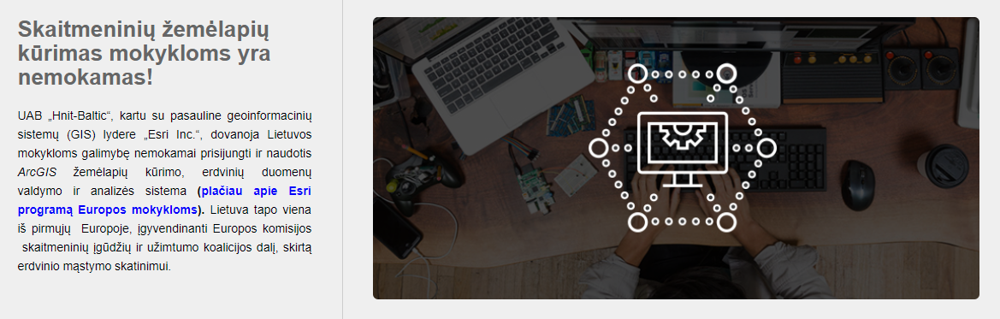 Skaitmeninių žemėlapių
kūrimas mokykloms yra
nemokamas!
UAB „Hnit-Baltic“, kartu su pasauline geoinformacinių
sistemų (GIS) lydere „Esri Inc.“, dovanoja Lietuvos
mokykloms galimybę nemokamai prisijungti ir naudotis
ArcGIS žemėlapių kūrimo, erdvinių duomenų
valdymo ir analizės sistema (plačiau apie Esri
programą Europos mokykloms). Lietuva tapo viena
iš pirmųjų Europoje, įgyvendinanti Europos komisijos
skaitmeninių įgūdžių ir užimtumo koalicijos dalį, skirtą
erdvinio mąstymo skatinimui.